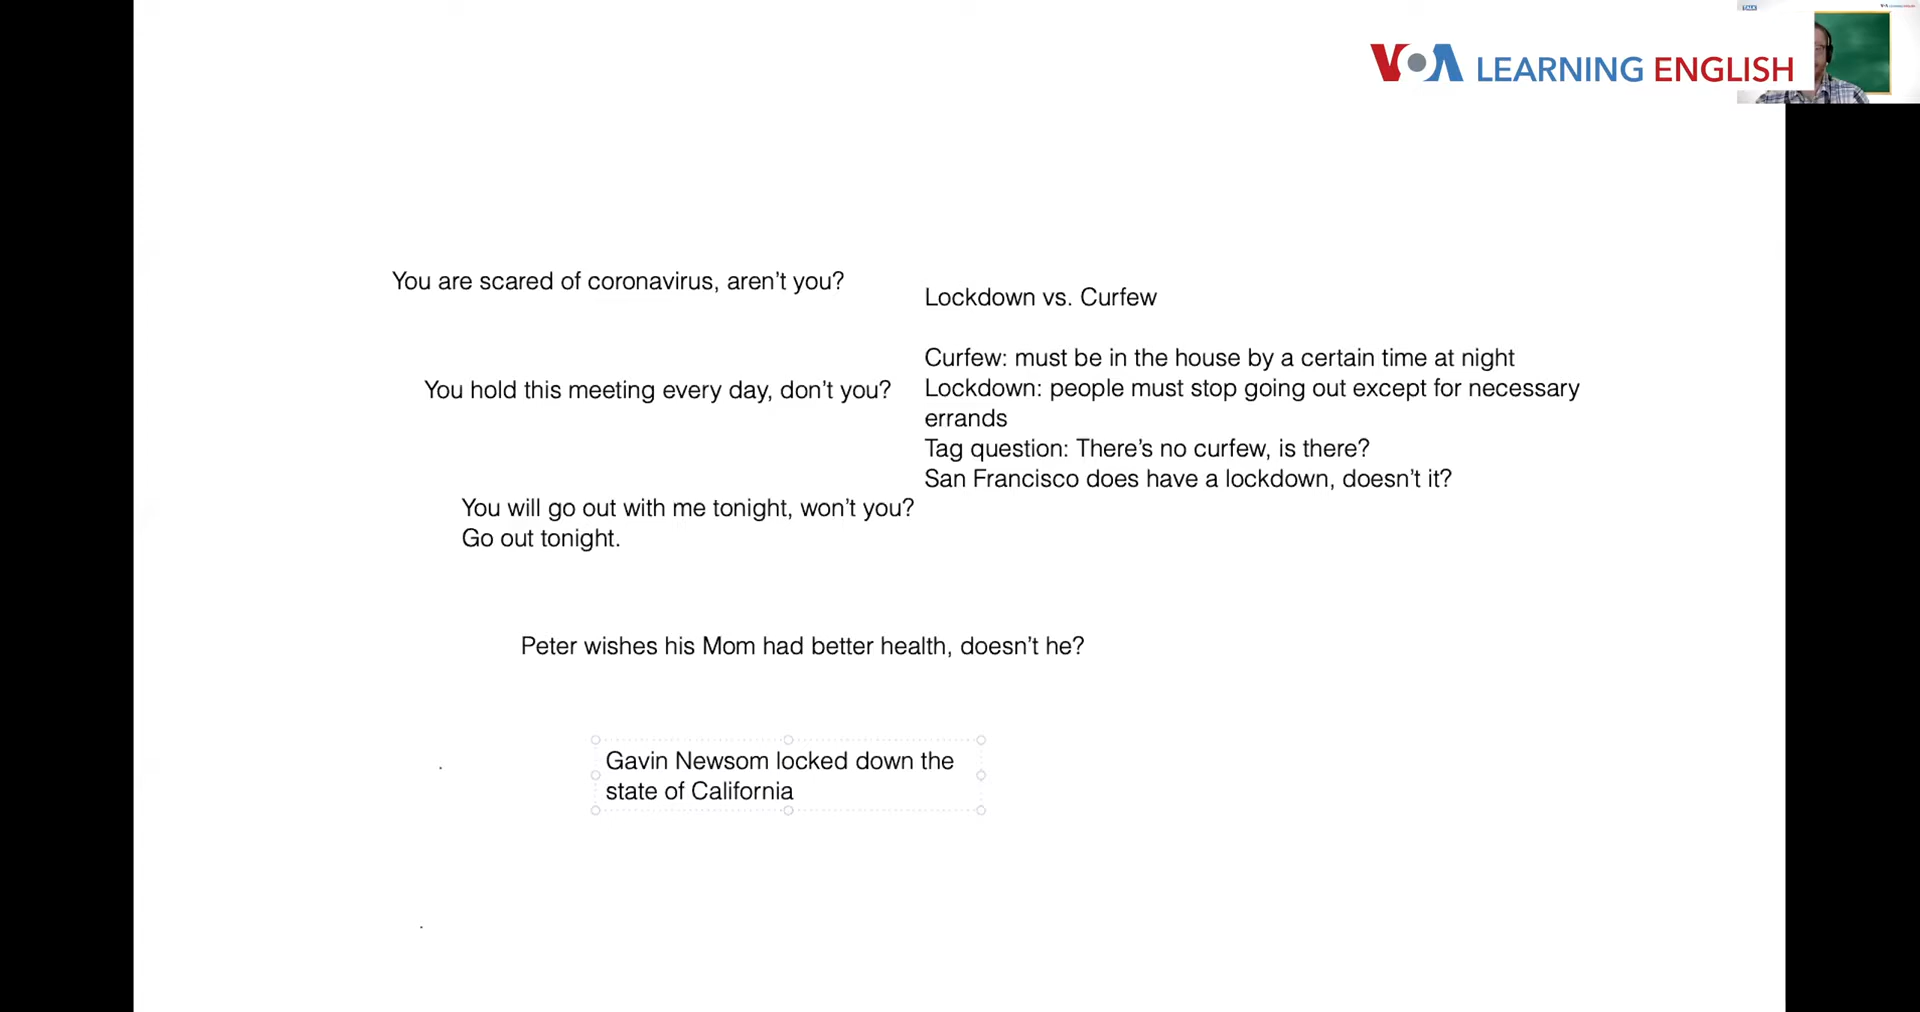 VOA LEARNING ENGLISH
You are scared of coronavirus, aren't you?
You hold this meeting every day, don't you?
You will go out with me tonight, won't you?
Go out tonight.
Peter wishes his Mom had better health, doesn't he?
Gavin Newsom locked down the
state of California
Lockdown vs. Curfew
Curfew: must be in the house by a certain time at night
Lockdown: people must stop going out except for necessary
errands
Tag question: There's no curfew, is there?
San Francisco does have a lockdown, doesn't it?